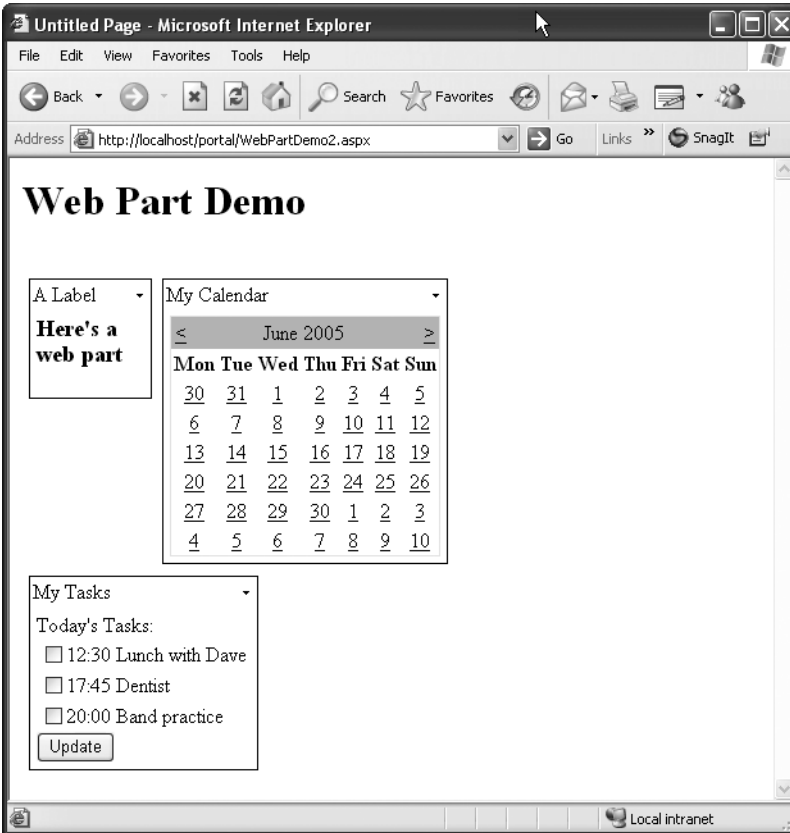 Untitled Page - Microsoft Internet Explorer
File Edit View Favorites Tools Help
Back Search Favorites
Address http://localhost/portal/WebPartDemo2.aspx Go Links » SnagIt
Web Part Demo
A Label
Here's a
web part
My Calendar
< June 2005 >
Mon Tue Wed Thu Fri Sat Sun
30 31 1 2 3 4 5
6 7 8 9 10 11 12
13 14 15 16 17 18 19
20 21 22 23 24 25 26
27 28 29 30 1 2 3
4 5 6 7 8 9 10
My Tasks
Today's Tasks:
12:30 Lunch with Dave
17:45 Dentist
20:00 Band practice
Update
Local intranet